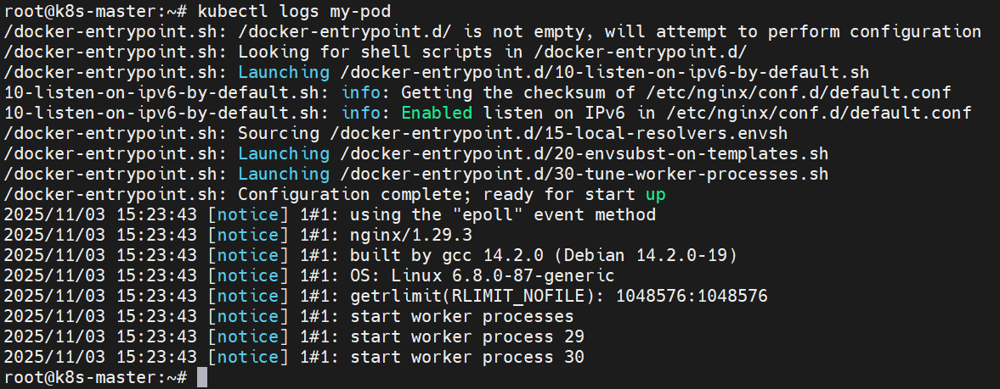 root@k8s-master:~# kubectl logs my-pod
/docker-entrypoint.sh: /docker-entrypoint.d/ is not empty, will attempt to perform configuration
/docker-entrypoint.sh: Looking for shell scripts in /docker-entrypoint.d/
/docker-entrypoint.sh: Launching /docker-entrypoint.d/10-listen-on-ipv6-by-default.sh
10-listen-on-ipv6-by-default.sh: info: Getting the checksum of /etc/nginx/conf.d/default.conf
10-listen-on-ipv6-by-default.sh: info: Enabled listen on IPv6 in /etc/nginx/conf.d/default.conf
/docker-entrypoint.sh: Sourcing /docker-entrypoint.d/15-local-resolvers.envsh
/docker-entrypoint.sh: Launching /docker-entrypoint.d/20-envsubst-on-templates.sh
/docker-entrypoint.sh: Launching /docker-entrypoint.d/30-tune-worker-processes.sh
/docker-entrypoint.sh: Configuration complete; ready for start up
2025/11/03 15:23:43 [notice] 1#1: using the "epoll" event method
2025/11/03 15:23:43 [notice] 1#1: nginx/1.29.3
2025/11/03 15:23:43 [notice] 1#1: built by gcc 14.2.0 (Debian 14.2.0-19)
2025/11/03 15:23:43 [notice] 1#1: OS: Linux 6.8.0-87-generic
2025/11/03 15:23:43 [notice] 1#1: getrlimit(RLIMIT_NOFILE): 1048576:1048576
2025/11/03 15:23:43 [notice] 1#1: start worker processes
2025/11/03 15:23:43 [notice] 1#1: start worker process 29
2025/11/03 15:23:43 [notice] 1#1: start worker process 30
root@k8s-master:~#